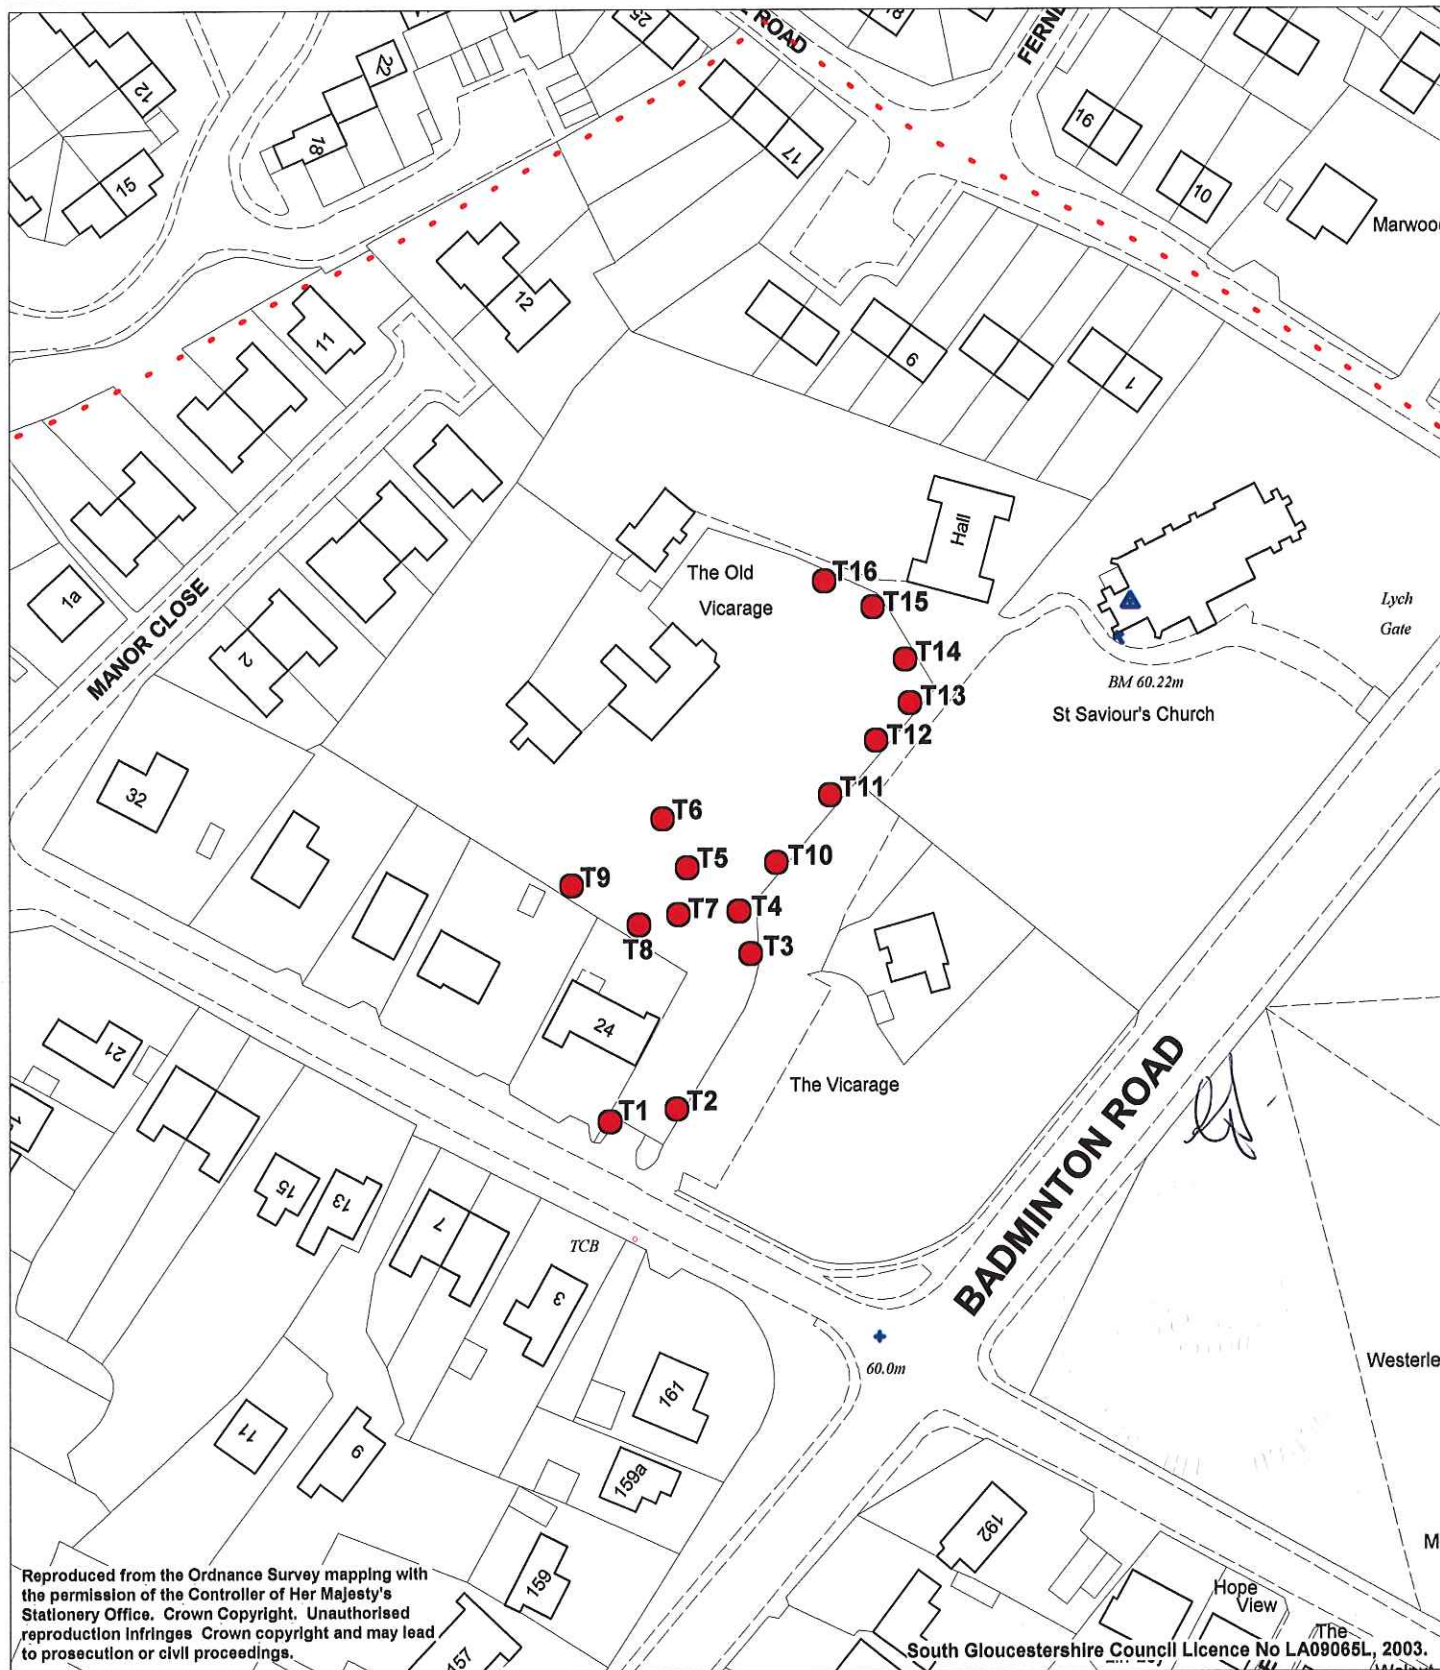 25
E ROAD
18
FERND
22
12
18
15
17
16
10
Marwood
12
11
9
1
Hall
1a
MANOR CLOSE
2
The Old
Vicarage
T16
T15
T14
T13
T12
T11
T10
Lych
Gate
BM 60.22m
St Saviour's Church
32
T6
T5
T9
T7
T4
T8
T3
24
21
T1
T2
The Vicarage
BADMINTON ROAD
15
13
7
TCB
3
161
60.0m
Westerle
11
9
159a
192
159
157
Hope
View
The
M
Reproduced from the Ordnance Survey mapping with
the permission of the Controller of Her Majesty's
Stationery Office. Crown Copyright. Unauthorised
reproduction infringes Crown copyright and may lead
to prosecution or civil proceedings.
South Gloucestershire Council Licence No LA09065L, 2003.